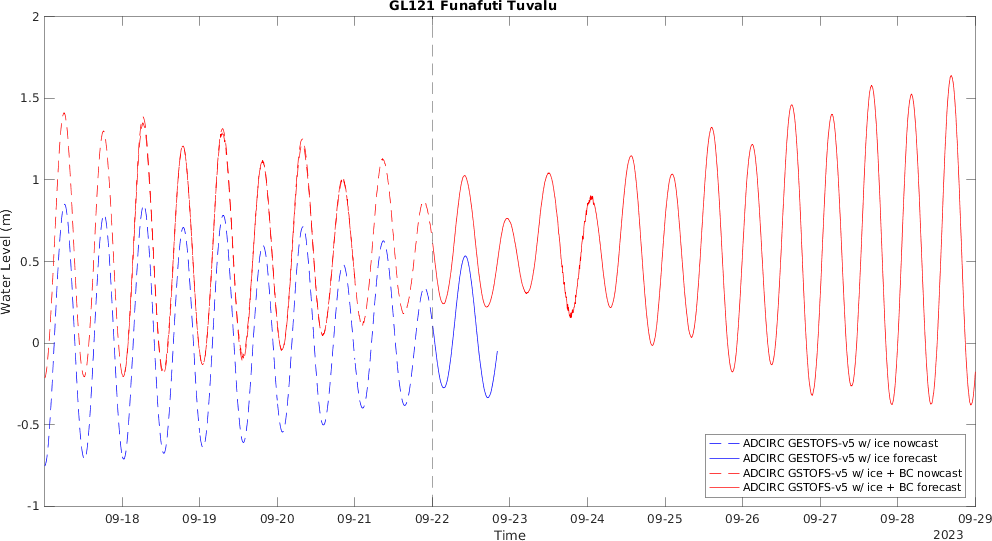 GL121 Funafuti Tuvalu
2
1.5
1
0.5
0
-0.5
-1
Water Level (m)
ADCIRC GESTOFS-v5 w/ ice nowcast
ADCIRC GESTOFS-v5 w/ ice forecast
ADCIRC GSTOFS-v5 w/ ice + BC nowcast
ADCIRC GSTOFS-v5 w/ ice + BC forecast
09-18 09-19 09-20 09-21 09-22 09-23 09-24 09-25 09-26 09-27 09-28 09-29
Time
2023